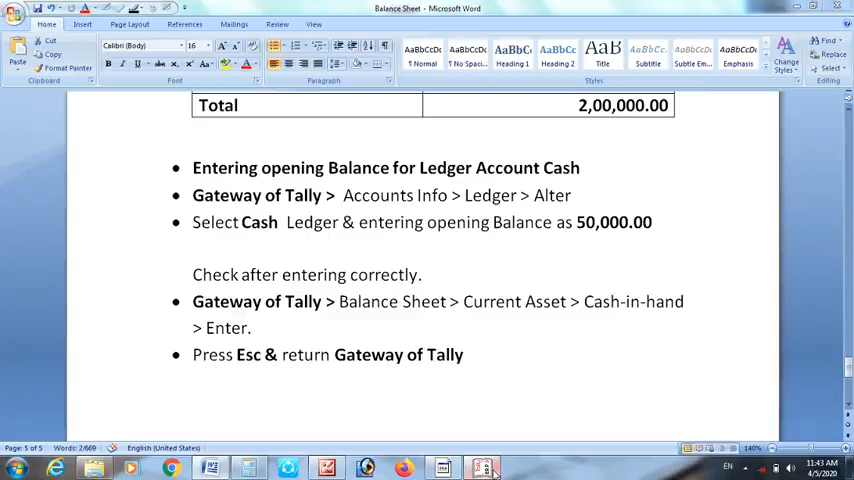 Balance Sheet - Microsoft Word
Home Insert Page Layout References Mailings Review View
Paste
Cut
Copy
Format Painter
Clipboard
Calibri (Body) 16
Font
Paragraph
AaBbCcDc AaBbCcDc AaBbCc AaBbCc AaB AaBbCc AaBbCcDc AaBbCcDc
¶ Normal ¶ No Spaci... Heading 1 Heading 2 Title Subtitle Subtle Em... Emphasis
Change Styles
Styles
Find
Replace
Select
Editing
Total 2,00,000.00
• Entering opening Balance for Ledger Account Cash
• Gateway of Tally > Accounts Info > Ledger > Alter
• Select Cash Ledger & entering opening Balance as 50,000.00
Check after entering correctly.
• Gateway of Tally > Balance Sheet > Current Asset > Cash-in-hand
> Enter.
• Press Esc & return Gateway of Tally
Page: 5 of 5 Words: 2/669 English (United States) 140%
EN 11:43 AM
4/5/2020